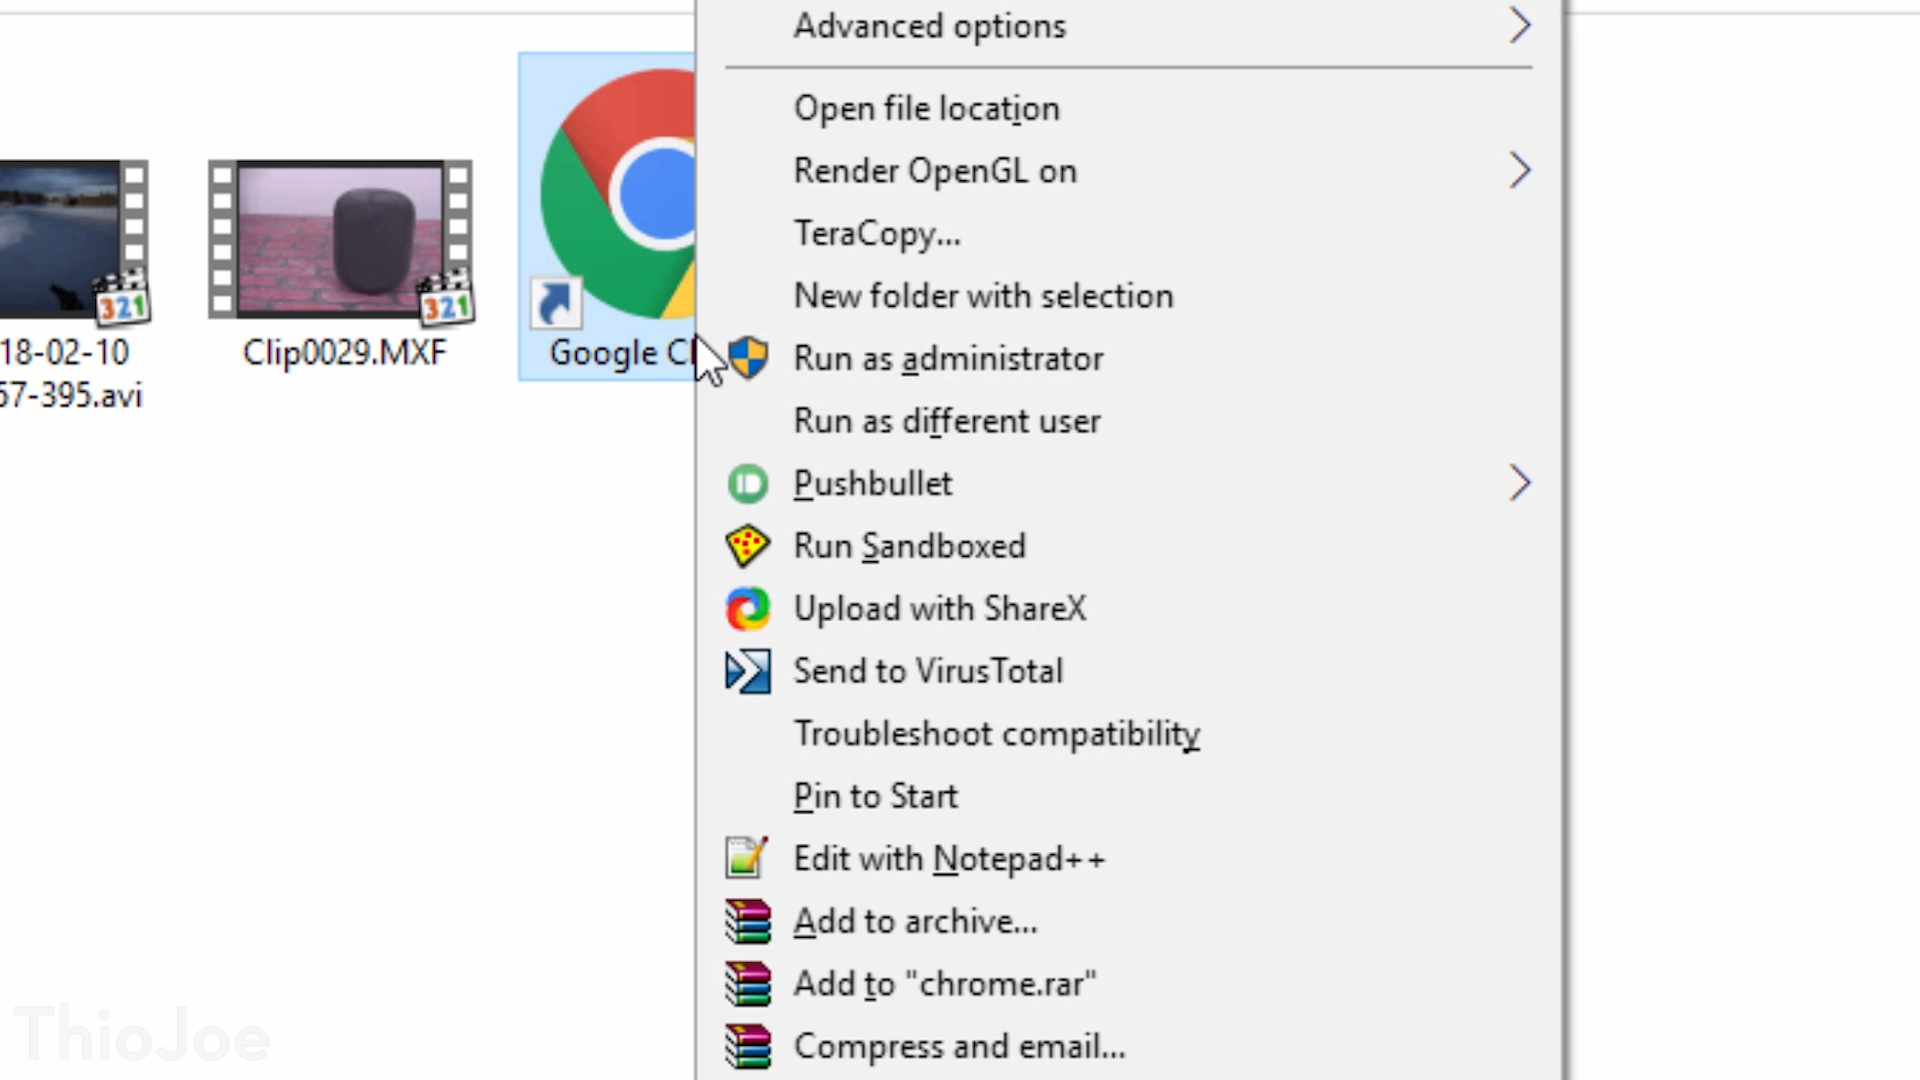 Advanced options
Open file location
Render OpenGL on
TeraCopy...
New folder with selection
Run as administrator
Run as different user
Pushbullet
Run Sandboxed
Upload with ShareX
Send to VirusTotal
Troubleshoot compatibility
Pin to Start
Edit with Notepad++
Add to archive...
Add to "chrome.rar"
Compress and email...
18-02-10
57-395.avi
321
Clip0029.MXF
321
Google
ThioJoe